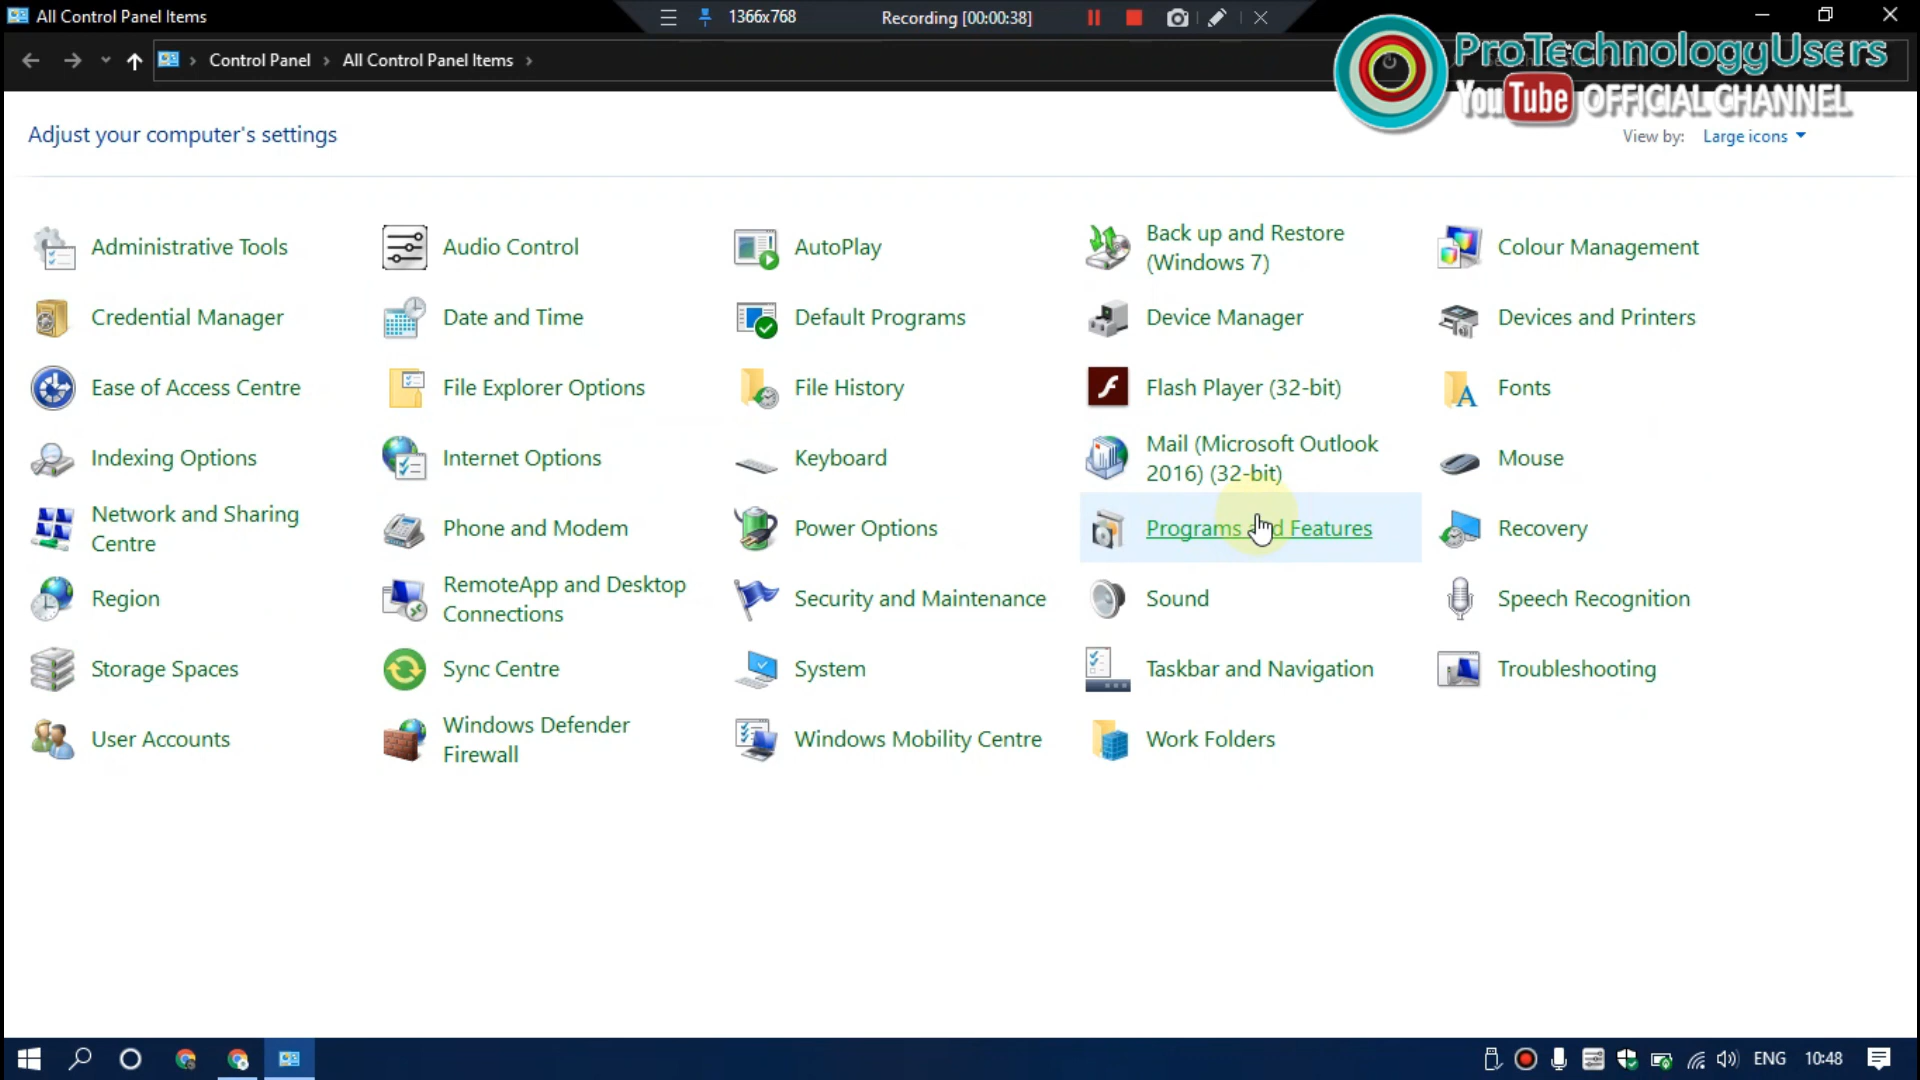 All Control Panel Items
1366x768
Recording [00:00:38]
Control Panel
All Control Panel Items
ProTechnologyUsers
YouTube OFFICIAL CHANNEL
Adjust your computer's settings
View by: Large icons
Administrative Tools
Audio Control
AutoPlay
Back up and Restore
(Windows 7)
Colour Management
Credential Manager
Date and Time
Default Programs
Device Manager
Devices and Printers
Ease of Access Centre
File Explorer Options
File History
Flash Player (32-bit)
Fonts
Indexing Options
Internet Options
Keyboard
Mail (Microsoft Outlook
2016) (32-bit)
Mouse
Network and Sharing
Centre
Phone and Modem
Power Options
Programs and Features
Recovery
Region
RemoteApp and Desktop
Connections
Security and Maintenance
Sound
Speech Recognition
Storage Spaces
Sync Centre
System
Taskbar and Navigation
Troubleshooting
User Accounts
Windows Defender
Firewall
Windows Mobility Centre
Work Folders
ENG
10:48